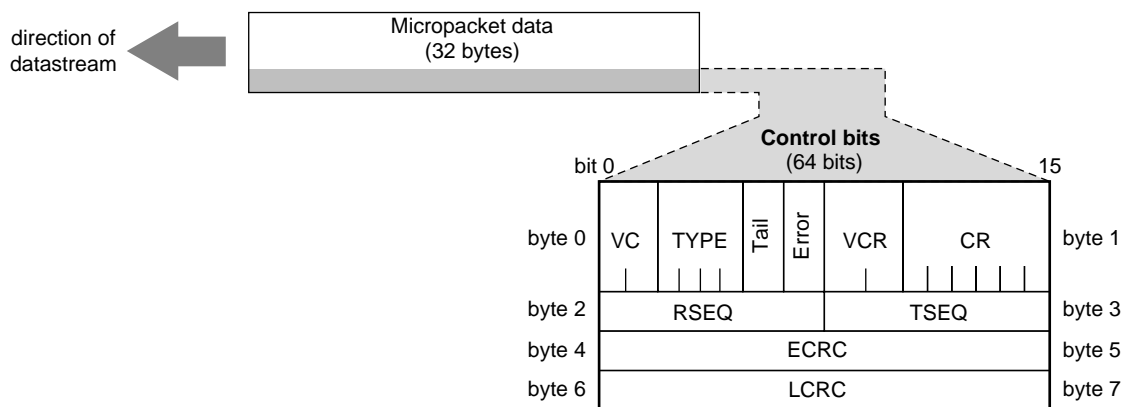 Micropacket data
(32 bytes)
direction of
datastream
Control bits
(64 bits)
bit 0
15
byte 0
VC
TYPE
Tail
Error
VCR
CR
byte 1
byte 2
RSEQ
TSEQ
byte 3
byte 4
ECRC
byte 5
byte 6
LCRC
byte 7